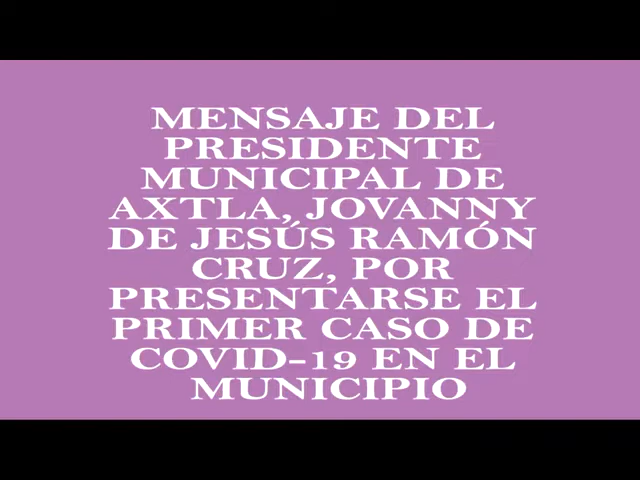 MENSAJE DEL
PRESIDENTE
MUNICIPAL DE
AXTLA, JOVANNY
DE JESÚS RAMÓN
CRUZ, POR
PRESENTARSE EL
PRIMER CASO DE
COVID-19 EN EL
MUNICIPIO